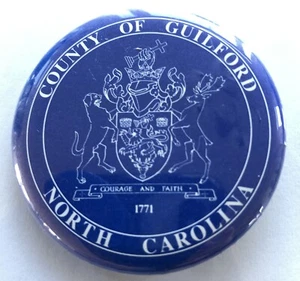 COUNTY OF GUILFORD
COURAGE AND FAITH
1771
NORTH CAROLINA